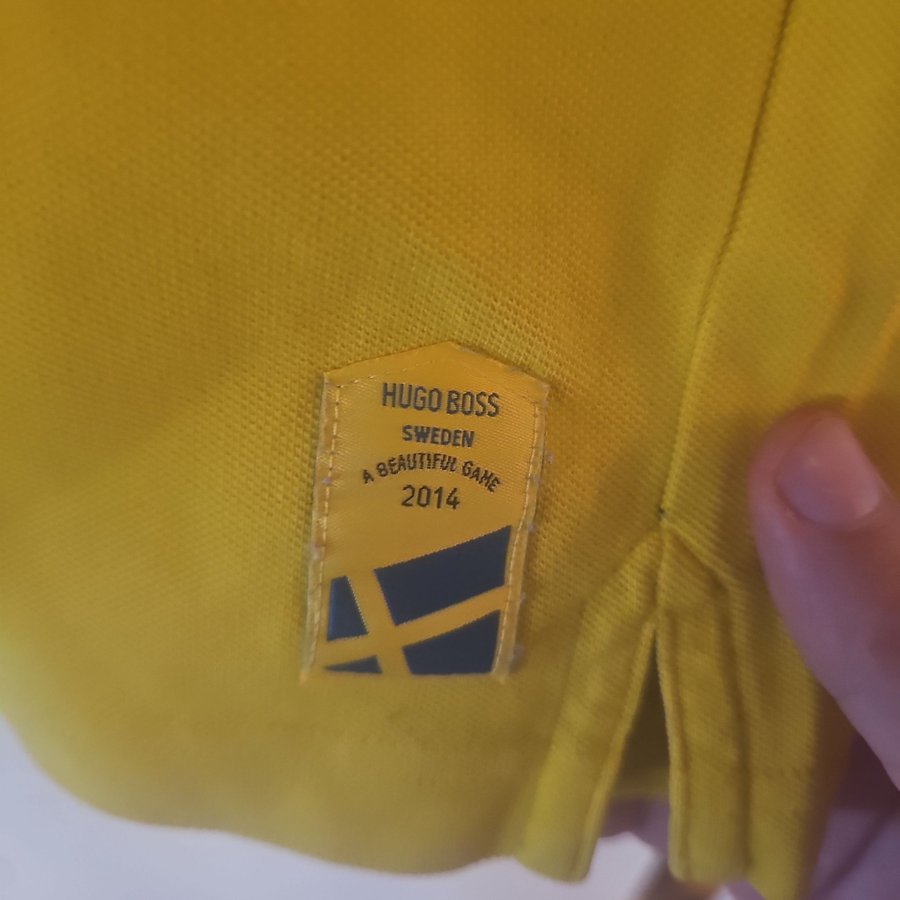 HUGO BOSS
SWEDEN
A BEAUTIFUL GAME
2014